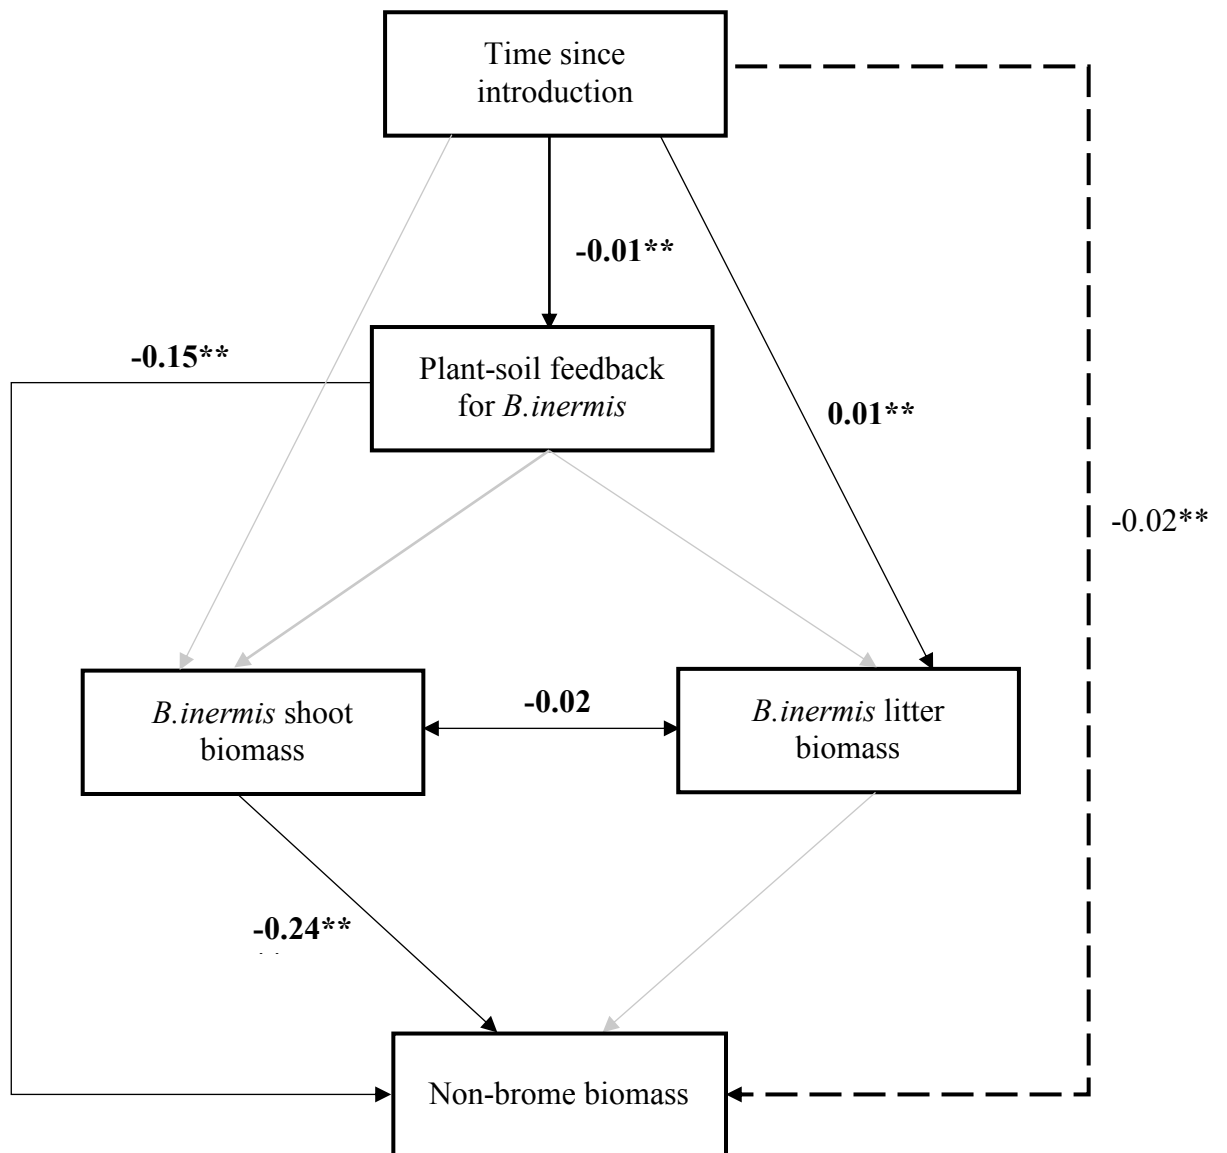 Time since
introduction
-0.01**
-0.15**
Plant-soil feedback
for B.inermis
0.01**
-0.02**
B.inermis shoot
biomass
-0.02
B.inermis litter
biomass
-0.24**
Non-brome biomass